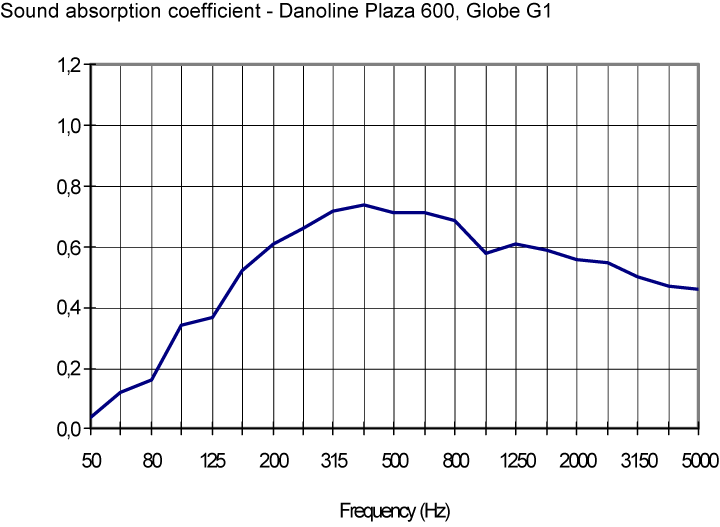 Sound absorption coefficient - Danoline Plaza 600, Globe G1
1,2
1,0
0,8
0,6
0,4
0,2
0,0
50 80 125 200 315 500 800 1250 2000 3150 5000
Frequency (Hz)